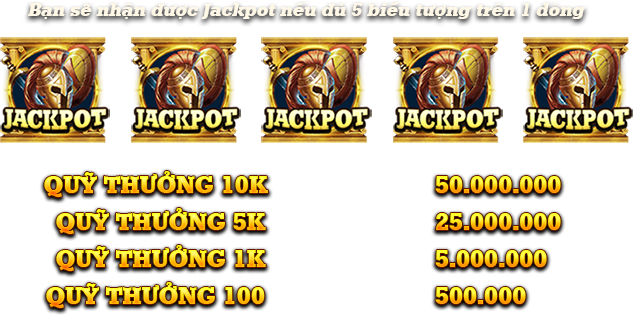 Bạn sẽ nhận được Jackpot nếu đủ 5 biểu tượng trên 1 dòng
JACKPOT JACKPOT JACKPOT JACKPOT JACKPOT
QUỸ THƯỞNG 10K 50.000.000
QUỸ THƯỞNG 5K 25.000.000
QUỸ THƯỞNG 1K 5.000.000
QUỸ THƯỞNG 100 500.000